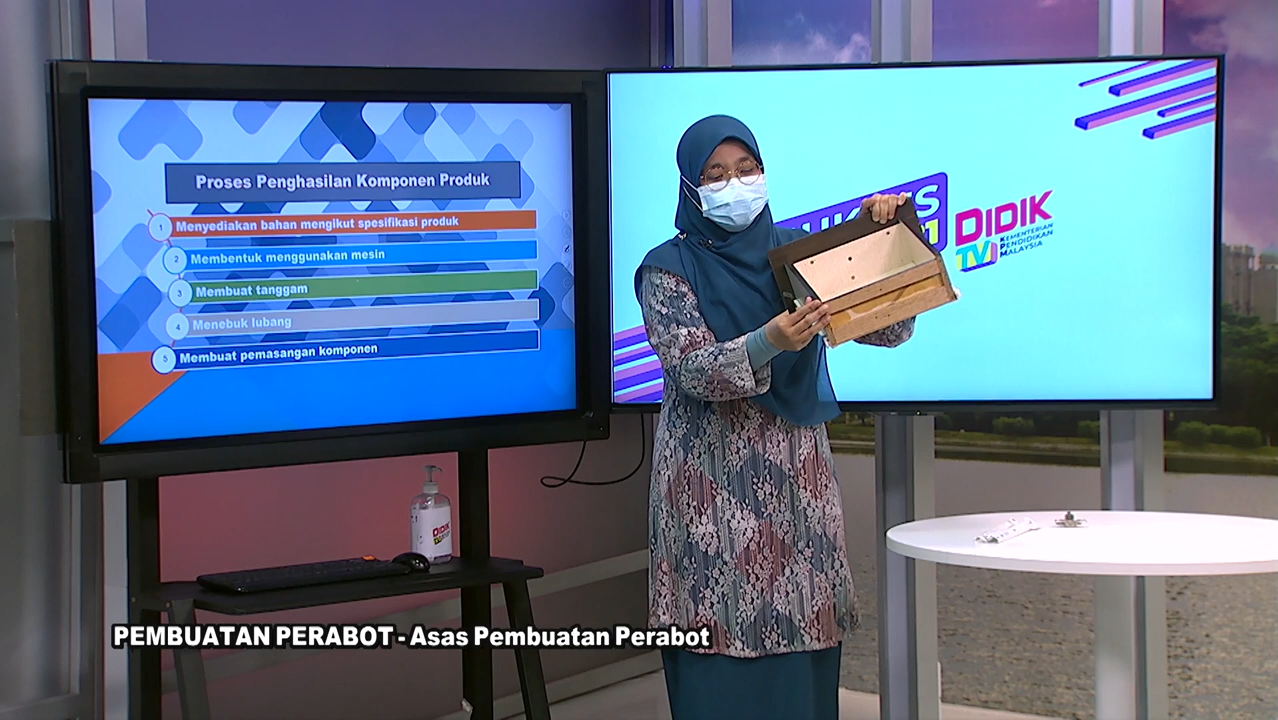 Proses Penghasilan Komponen Produk
1 Menyediakan bahan mengikut spesifikasi produk
2 Membentuk menggunakan mesin
3 Membuat tanggam
4 Menebuk lubang
5 Membuat pemasangan komponen
DIDIK
TV
KEMENTERIAN
PENDIDIKAN
MALAYSIA
DIDIK
PEMBUATAN PERABOT - Asas Pembuatan Perabot